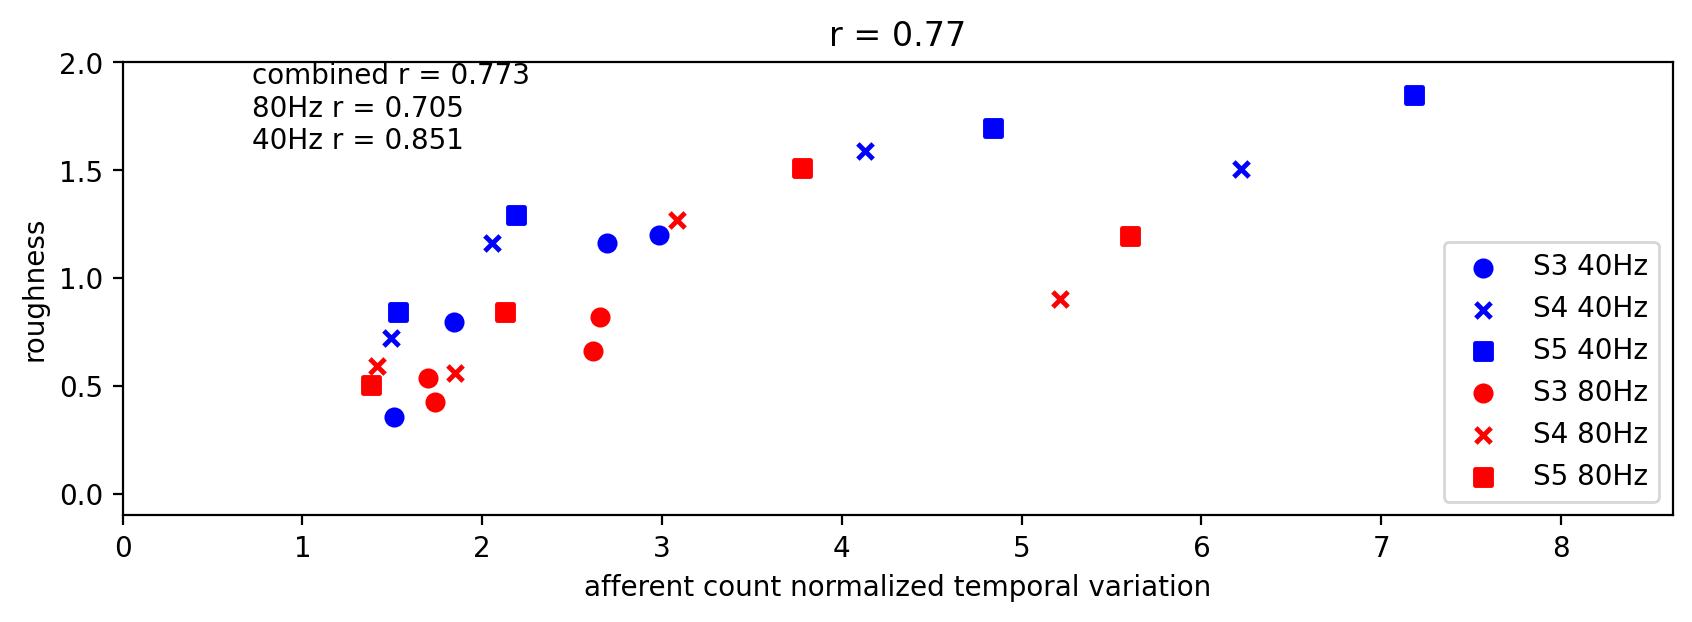 r = 0.77
combined r = 0.773
80Hz r = 0.705
40Hz r = 0.851
2.0
1.5
1.0
0.5
0.0
roughness
S3 40Hz
S4 40Hz
S5 40Hz
S3 80Hz
S4 80Hz
S5 80Hz
0 1 2 3 4 5 6 7 8
afferent count normalized temporal variation